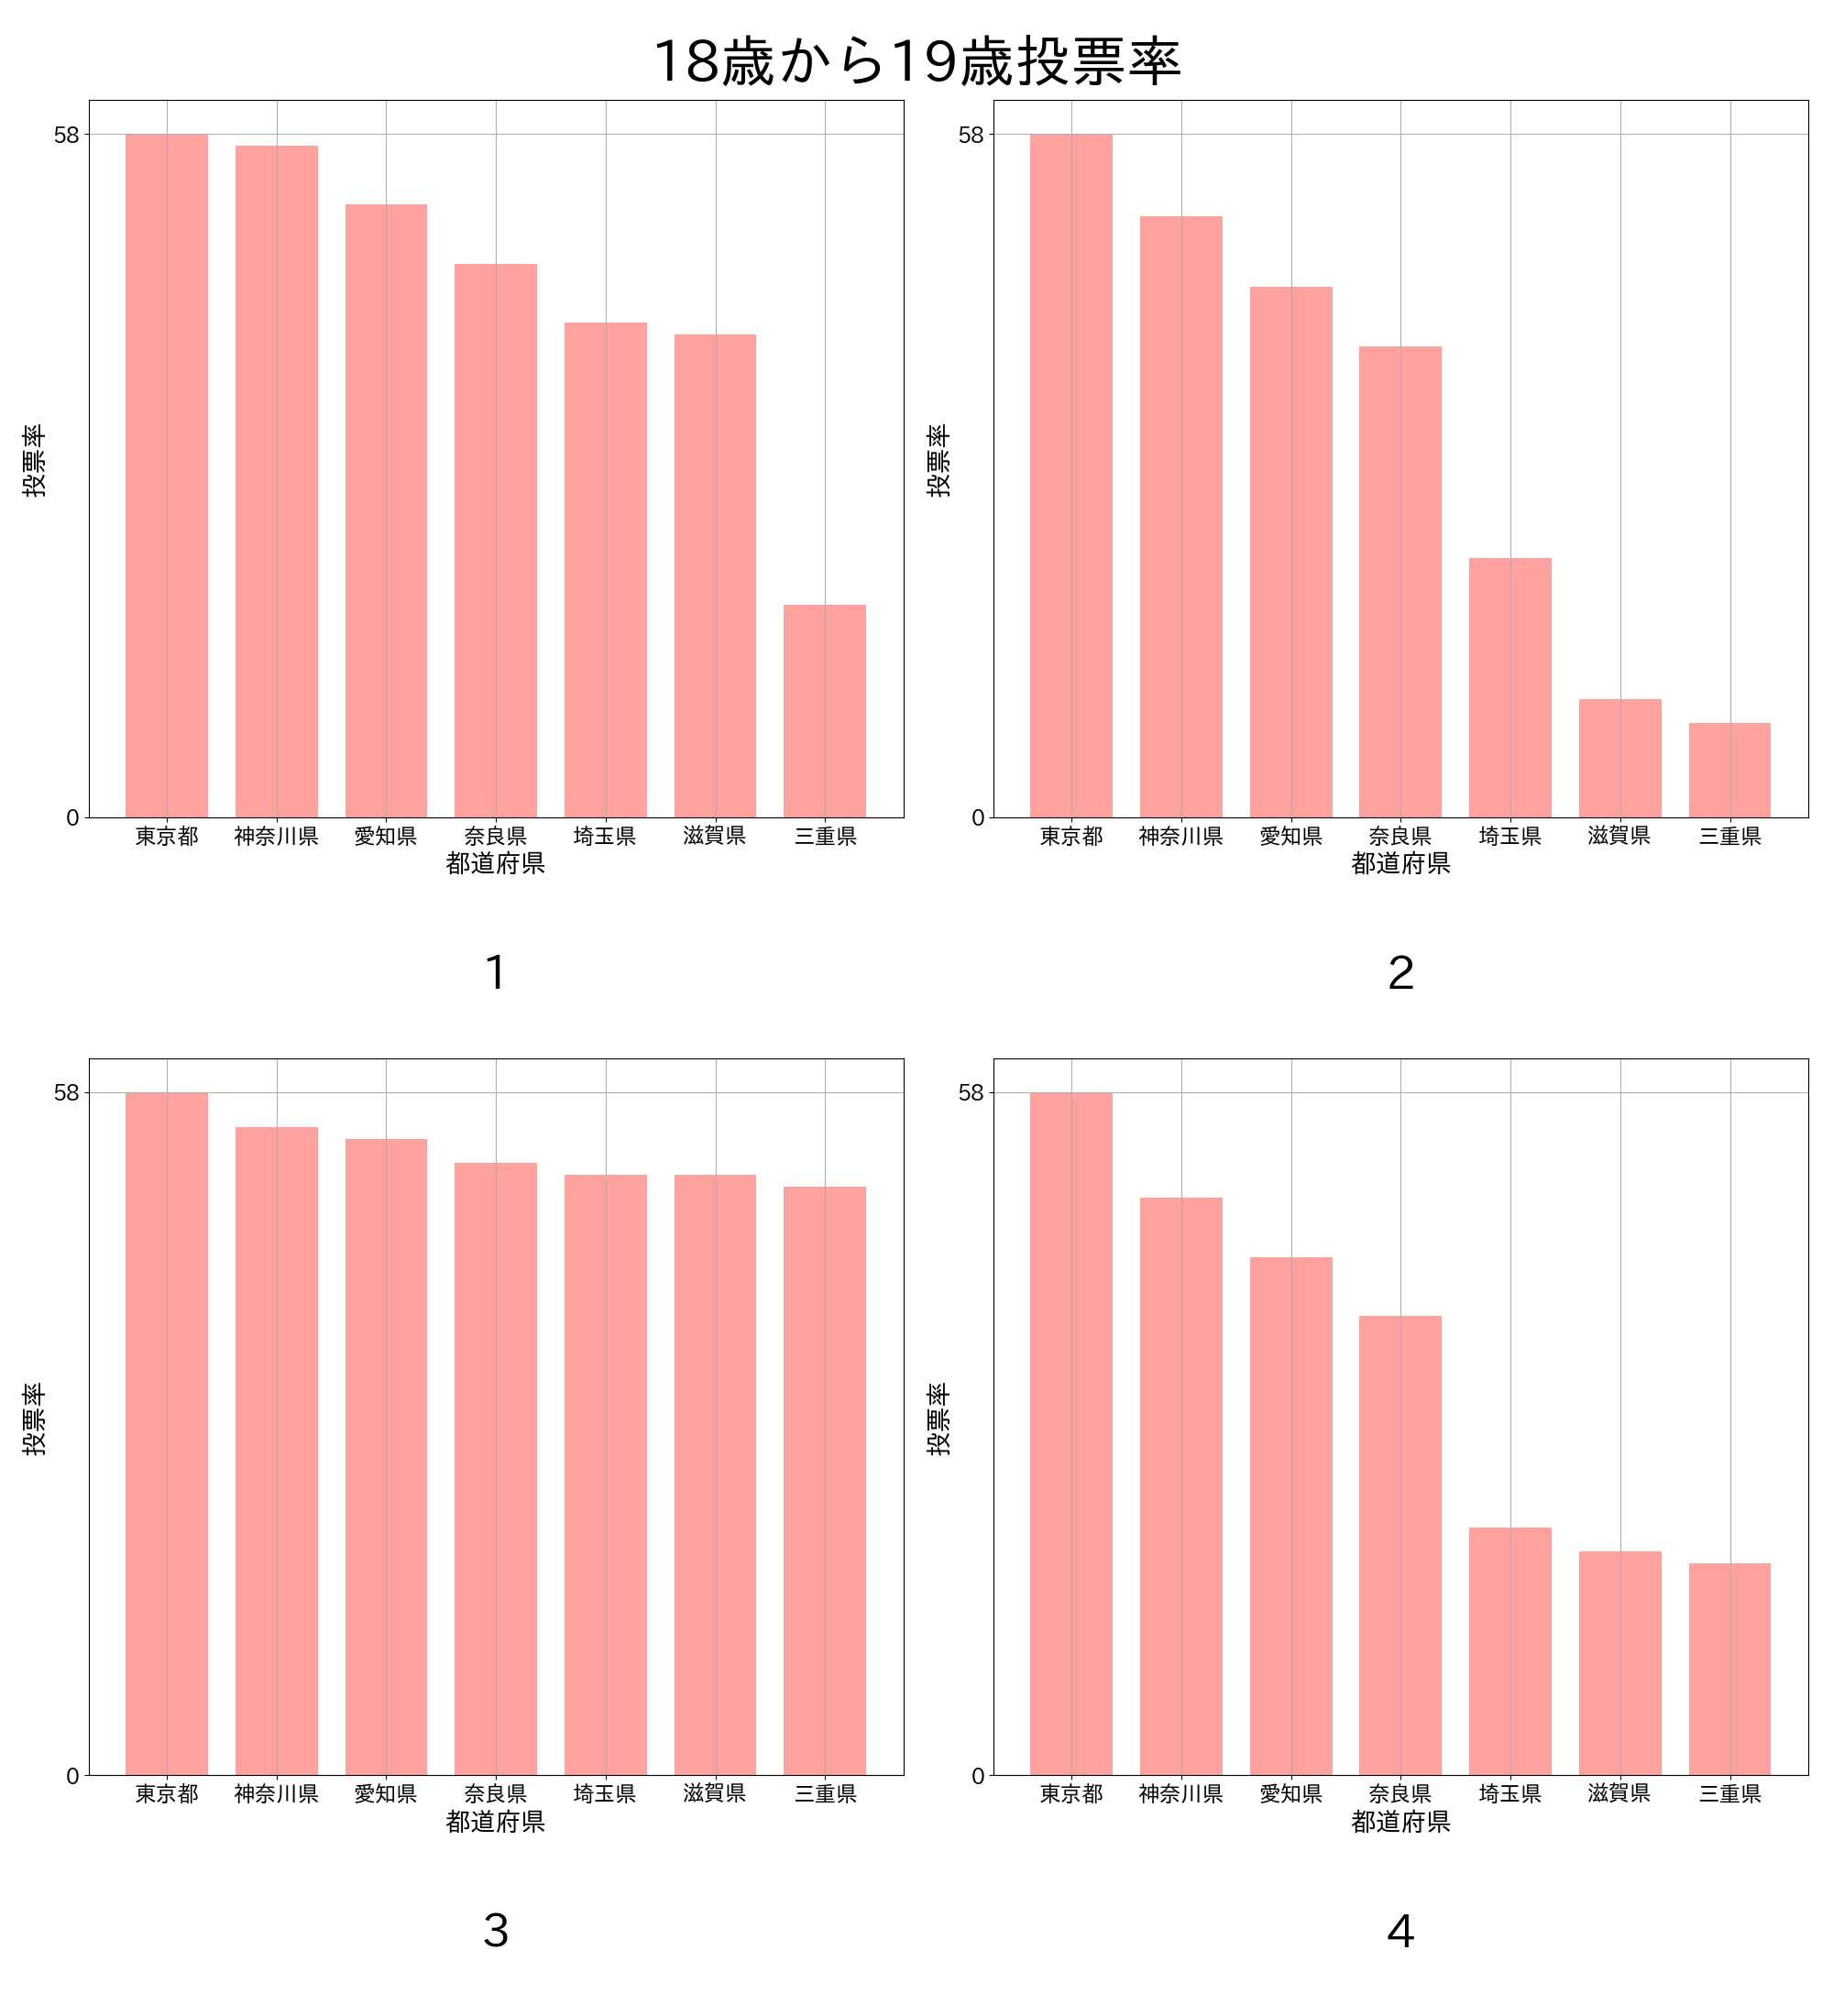 18歳から19歳投票率
58
0
投票率
東京都 神奈川県 愛知県 奈良県 埼玉県 滋賀県 三重県
都道府県
1
58
0
投票率
東京都 神奈川県 愛知県 奈良県 埼玉県 滋賀県 三重県
都道府県
2
58
0
投票率
東京都 神奈川県 愛知県 奈良県 埼玉県 滋賀県 三重県
都道府県
3
58
0
投票率
東京都 神奈川県 愛知県 奈良県 埼玉県 滋賀県 三重県
都道府県
4